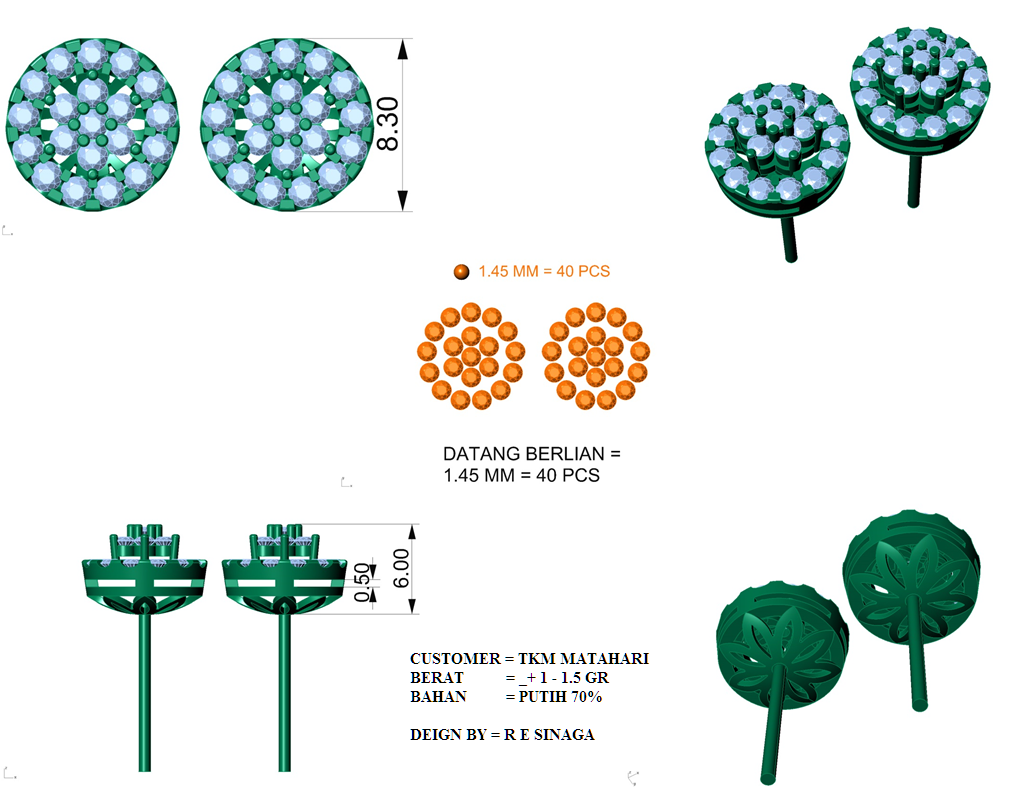 8.30
1.45 MM = 40 PCS
DATANG BERLIAN =
1.45 MM = 40 PCS
0.50
6.00
CUSTOMER = TKM MATAHARI
BERAT = _+ 1 - 1.5 GR
BAHAN = PUTIH 70%
DEIGN BY = R E SINAGA